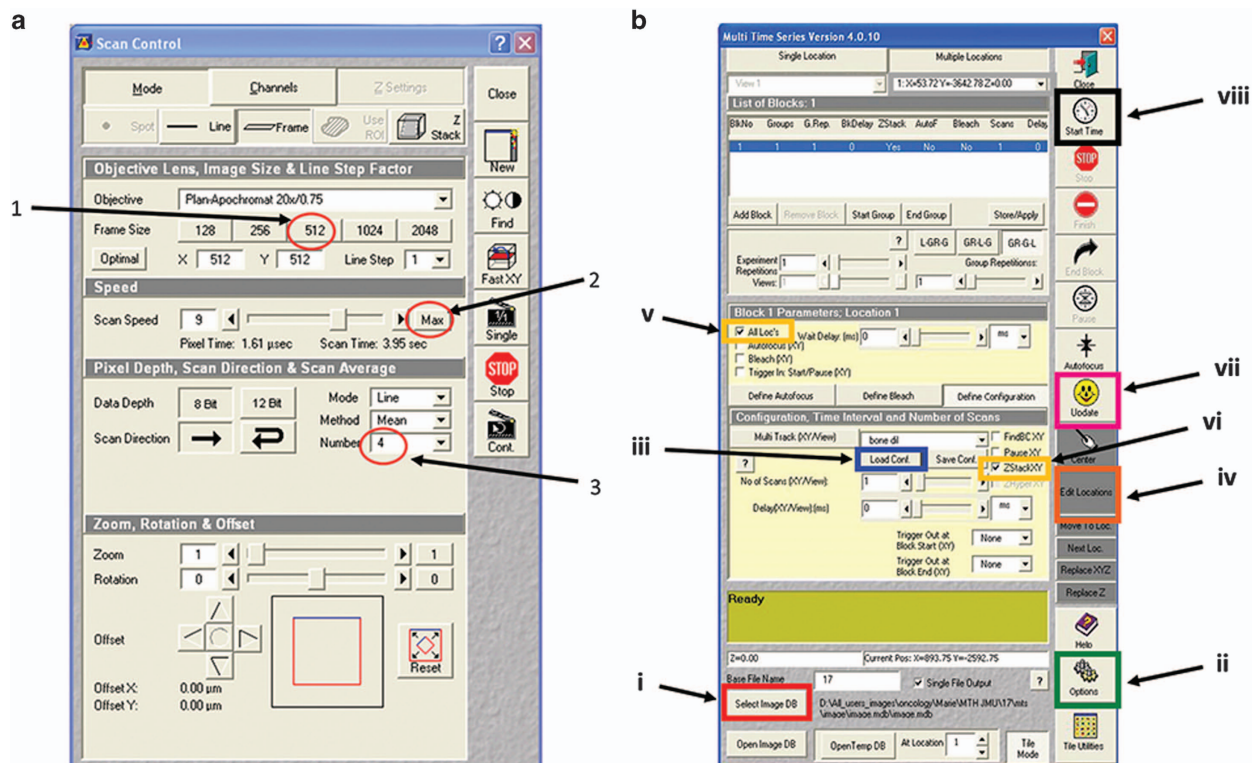 a
Scan Control
Mode Channels Z Settings Close
Spot Line Frame Use ROI Z Stack
New
Objective Lens, Image Size & Line Step Factor
1
Objective Plan-Apochromat 20x/0.75
Find
Frame Size 128 256 512 1024 2048
Optimal X 512 Y 512 Line Step 1
Fast XY
Speed
2
Scan Speed 9 Max
Single
Pixel Time: 1.61 µsec Scan Time: 3.95 sec
Pixel Depth, Scan Direction & Scan Average
STOP
Stop
Data Depth 8 Bit 12 Bit Mode Line
Method Mean
Scan Direction Number 4
Cont.
3
Zoom, Rotation & Offset
Zoom 1 1
Rotation 0 0
Offset
Reset
Offset X: 0.00 µm
Offset Y: 0.00 µm
b
Multi Time Series Version 4.0.10
Single Location Multiple Locations
View 1 1: X=53.72 Y=-3642.78 Z=0.00
Close
List of Blocks: 1
viii
Blk.No Groups G.Rep. BkDelay ZStack AutoF Bleach Scans Delay
Start Time
1 1 1 0 Yes No No 1 0
STOP
Stop
Add Block Remove Block Start Group End Group Store/Apply
Finish
? L-GR-G GR-L-G GR-G-L
End Block
Experiment Repetitions 1 Group Repetitionss:
Views: 1 1
Pause
Block 1 Parameters; Location 1
v
All Loc's Wait Delay: (ms) 0 ms
Autofocus (XY)
Bleach (XY)
Trigger In: Start/Pause (XY)
Autofocus
vii
Define Autofocus Define Bleach Define Configuration
Update
Configuration, Time Interval and Number of Scans
vi
Multi Track (XY/View) bone dil FindBC XY
Pause XY
iii
? Load Conf. Save Conf. ZStackXY
Center
No of Scans (XY/View): 1 ZHyper XY
iv
Edit Locations
Delay(XY/View):(ms) 0 ms
Move To Loc.
Trigger Out at Block Start (XY) None
Next Loc.
Trigger Out at Block End (XY) None
Replace XYZ
Replace Z
Ready
Help
Z=0.00 Current Pos: X=893.75 Y=-2592.75
ii
i
Base File Name 17 Single File Output ?
Options
Select Image DB D:\All_users_images\oncology\Marie\MTH JMU\17\mts
\image\image.mdb\image.mdb
Open Image DB OpenTemp DB At Location 1 Tile Mode
Tile Utilities